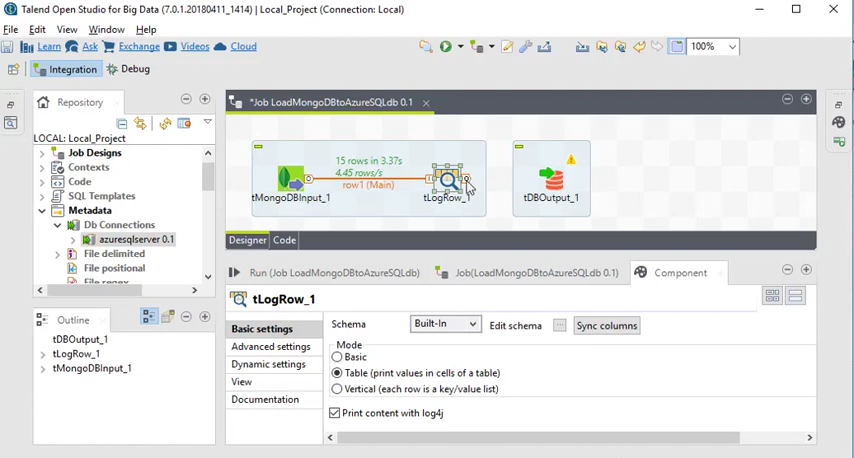 Talend Open Studio for Big Data (7.0.1.20180411_1414) | Local_Project (Connection: Local)
File Edit View Window Help
Learn Ask Exchange Videos Cloud 100%
Integration Debug
Repository
LOCAL: Local_Project
Job Designs
Contexts
Code
SQL Templates
Metadata
Db Connections
azuresqlserver 0.1
File delimited
File positional
File regex
Outline
tDBOutput_1
tLogRow_1
tMongoDBInput_1
*Job LoadMongoDBtoAzureSQLdb 0.1
15 rows in 3.37s
4.45 rows/s
row1 (Main)
tMongoDBInput_1 tLogRow_1 tDBOutput_1
Designer Code
Run (Job LoadMongoDBtoAzureSQLdb) Job(LoadMongoDBtoAzureSQLdb 0.1) Component
tLogRow_1
Basic settings
Advanced settings
Dynamic settings
View
Documentation
Schema Built-In Edit schema ... Sync columns
Mode
Basic
Table (print values in cells of a table)
Vertical (each row is a key/value list)
Print content with log4j